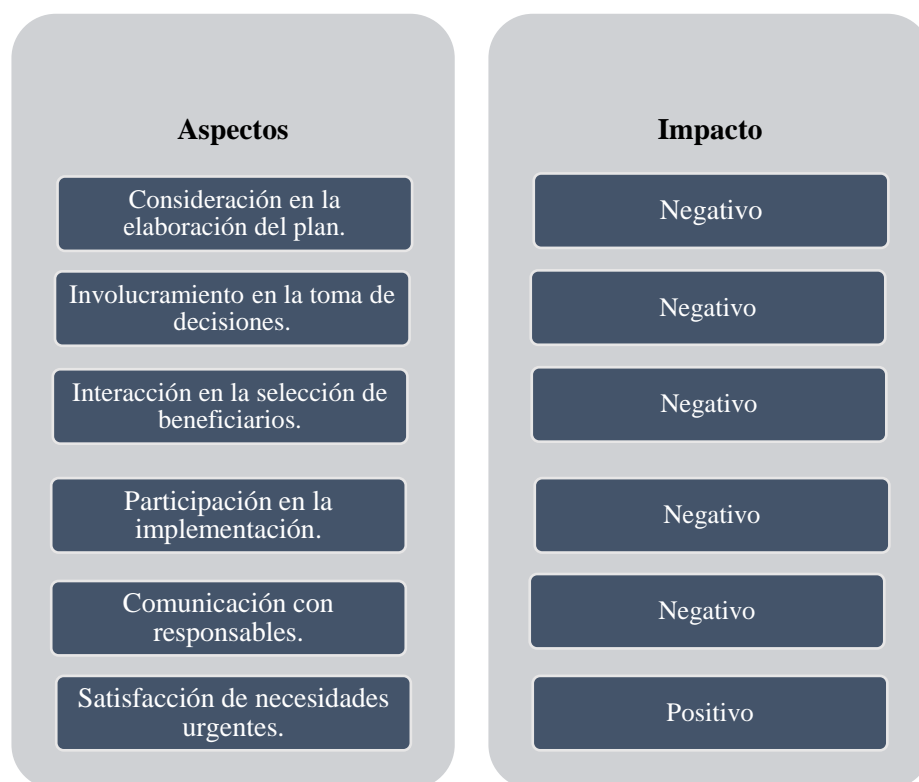 Aspectos
Impacto
Consideración en la
elaboración del plan.
Negativo
Involucramiento en la toma de
decisiones.
Negativo
Interacción en la selección de
beneficiarios.
Negativo
Participación en la
implementación.
Negativo
Comunicación con
responsables.
Negativo
Satisfacción de necesidades
urgentes.
Positivo